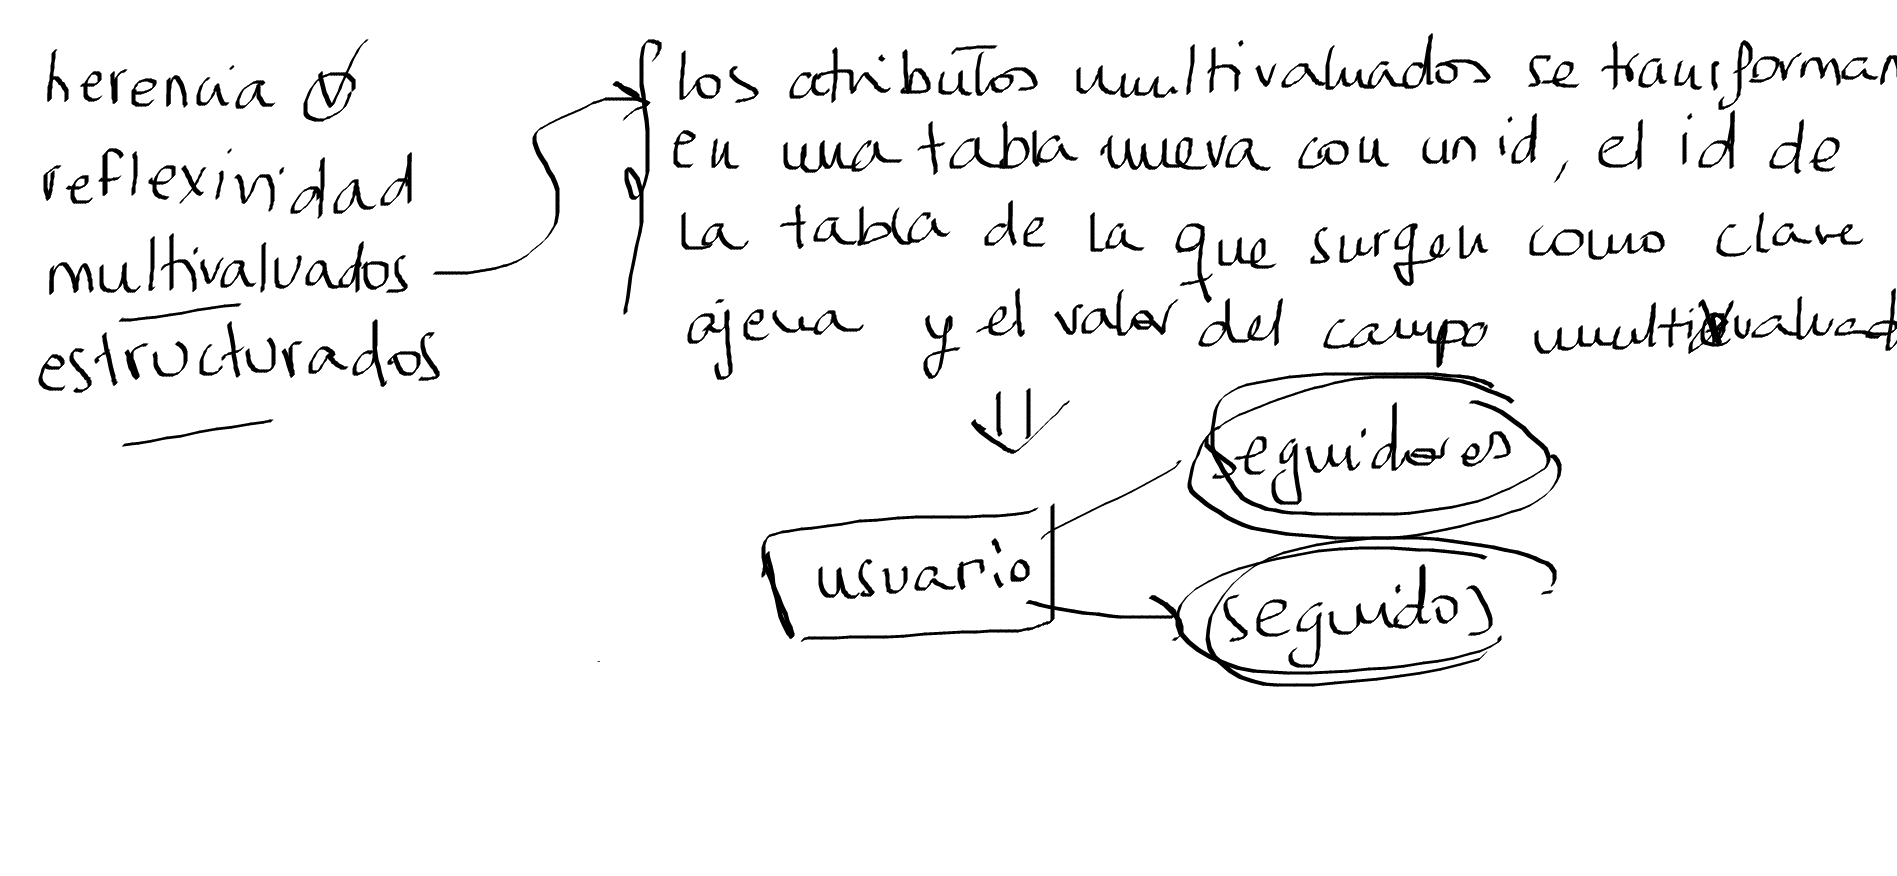 herencia
reflexividad
multivaluados
estructurados
los atributos multivaluados se transforman
en una tabla nueva con un id, el id de
la tabla de la que surgen como clave
ajena y el valor del campo multivaluad
seguidores
usuario
seguidos